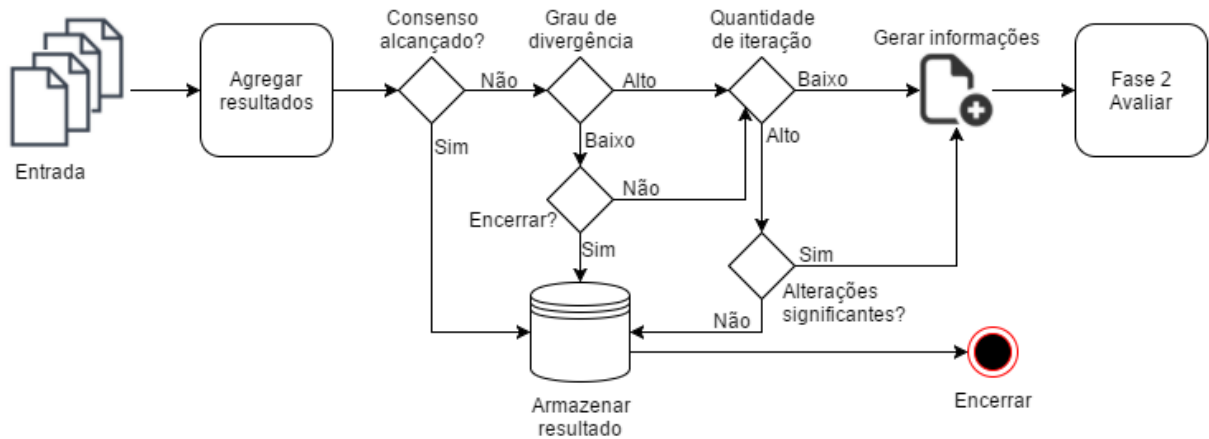 Consenso
alcançado?
Grau de
divergência
Quantidade
de iteração
Gerar informações
Entrada
Agregar
resultados
Não
Alto
Baixo
Fase 2
Avaliar
Sim
Baixo
Alto
Encerrar?
Não
Sim
Sim
Alterações
significantes?
Não
Armazenar
resultado
Encerrar